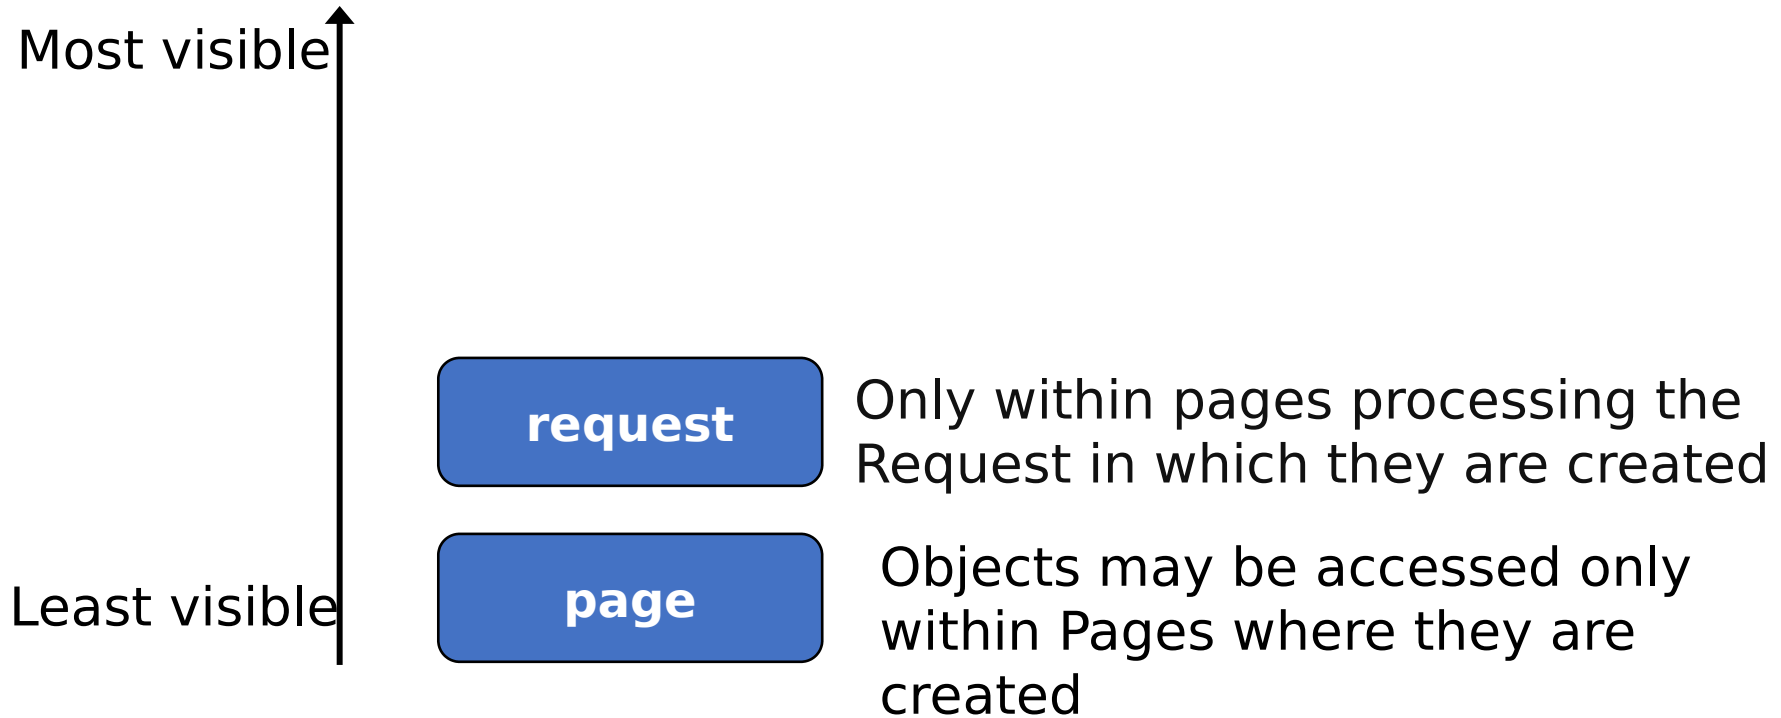 Most visible
request
Only within pages processing the
Request in which they are created
Least visible
page
Objects may be accessed only
within Pages where they are
created